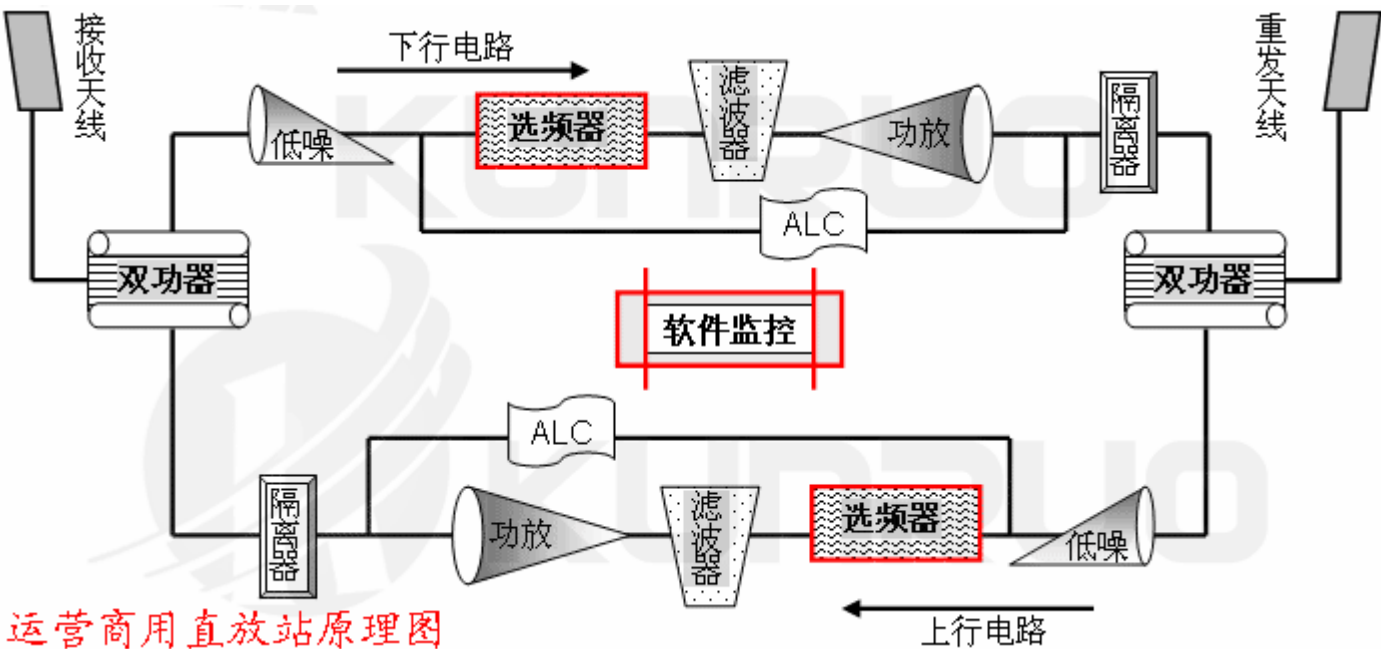 接收天线
下行电路
重发天线
低噪
选频器
滤波器
功放
隔离器
ALC
双功器
双功器
软件监控
ALC
隔离器
功放
滤波器
选频器
低噪
上行电路
运营商用直放站原理图
KUNRUO
KUNRUO